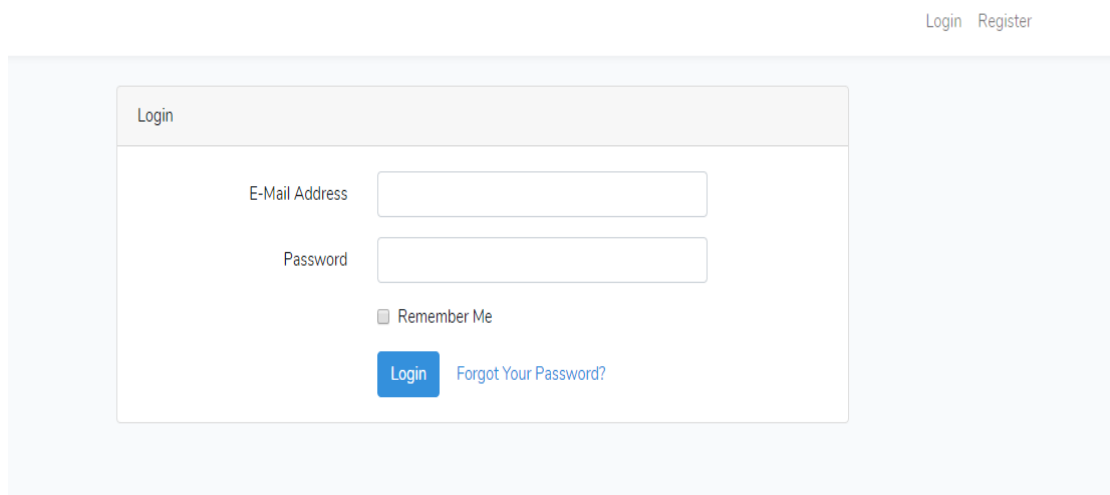 Login Register
Login
E-Mail Address
Password
Remember Me
Login Forgot Your Password?